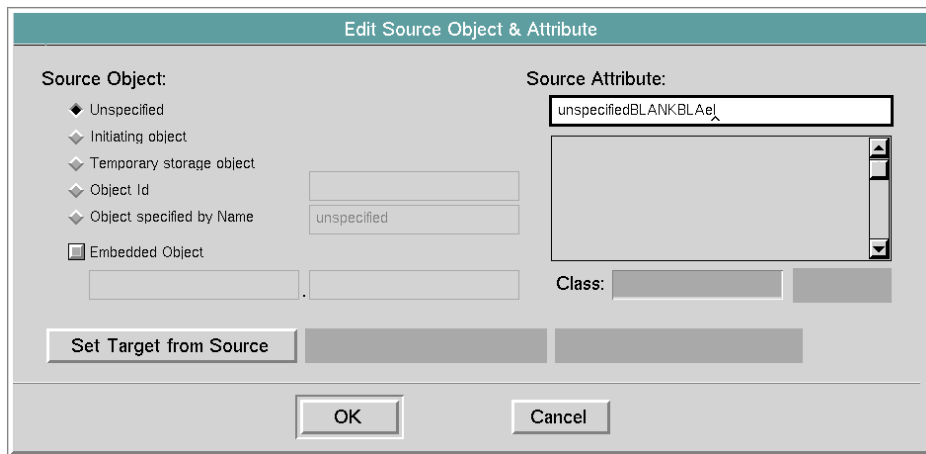 Edit Source Object & Attribute
Source Object:
Source Attribute:
Unspecified
unspecifiedBLANKBLAel
Initiating object
Temporary storage object
Object Id
Object specified by Name
unspecified
Embedded Object
.
Class:
Set Target from Source
OK
Cancel